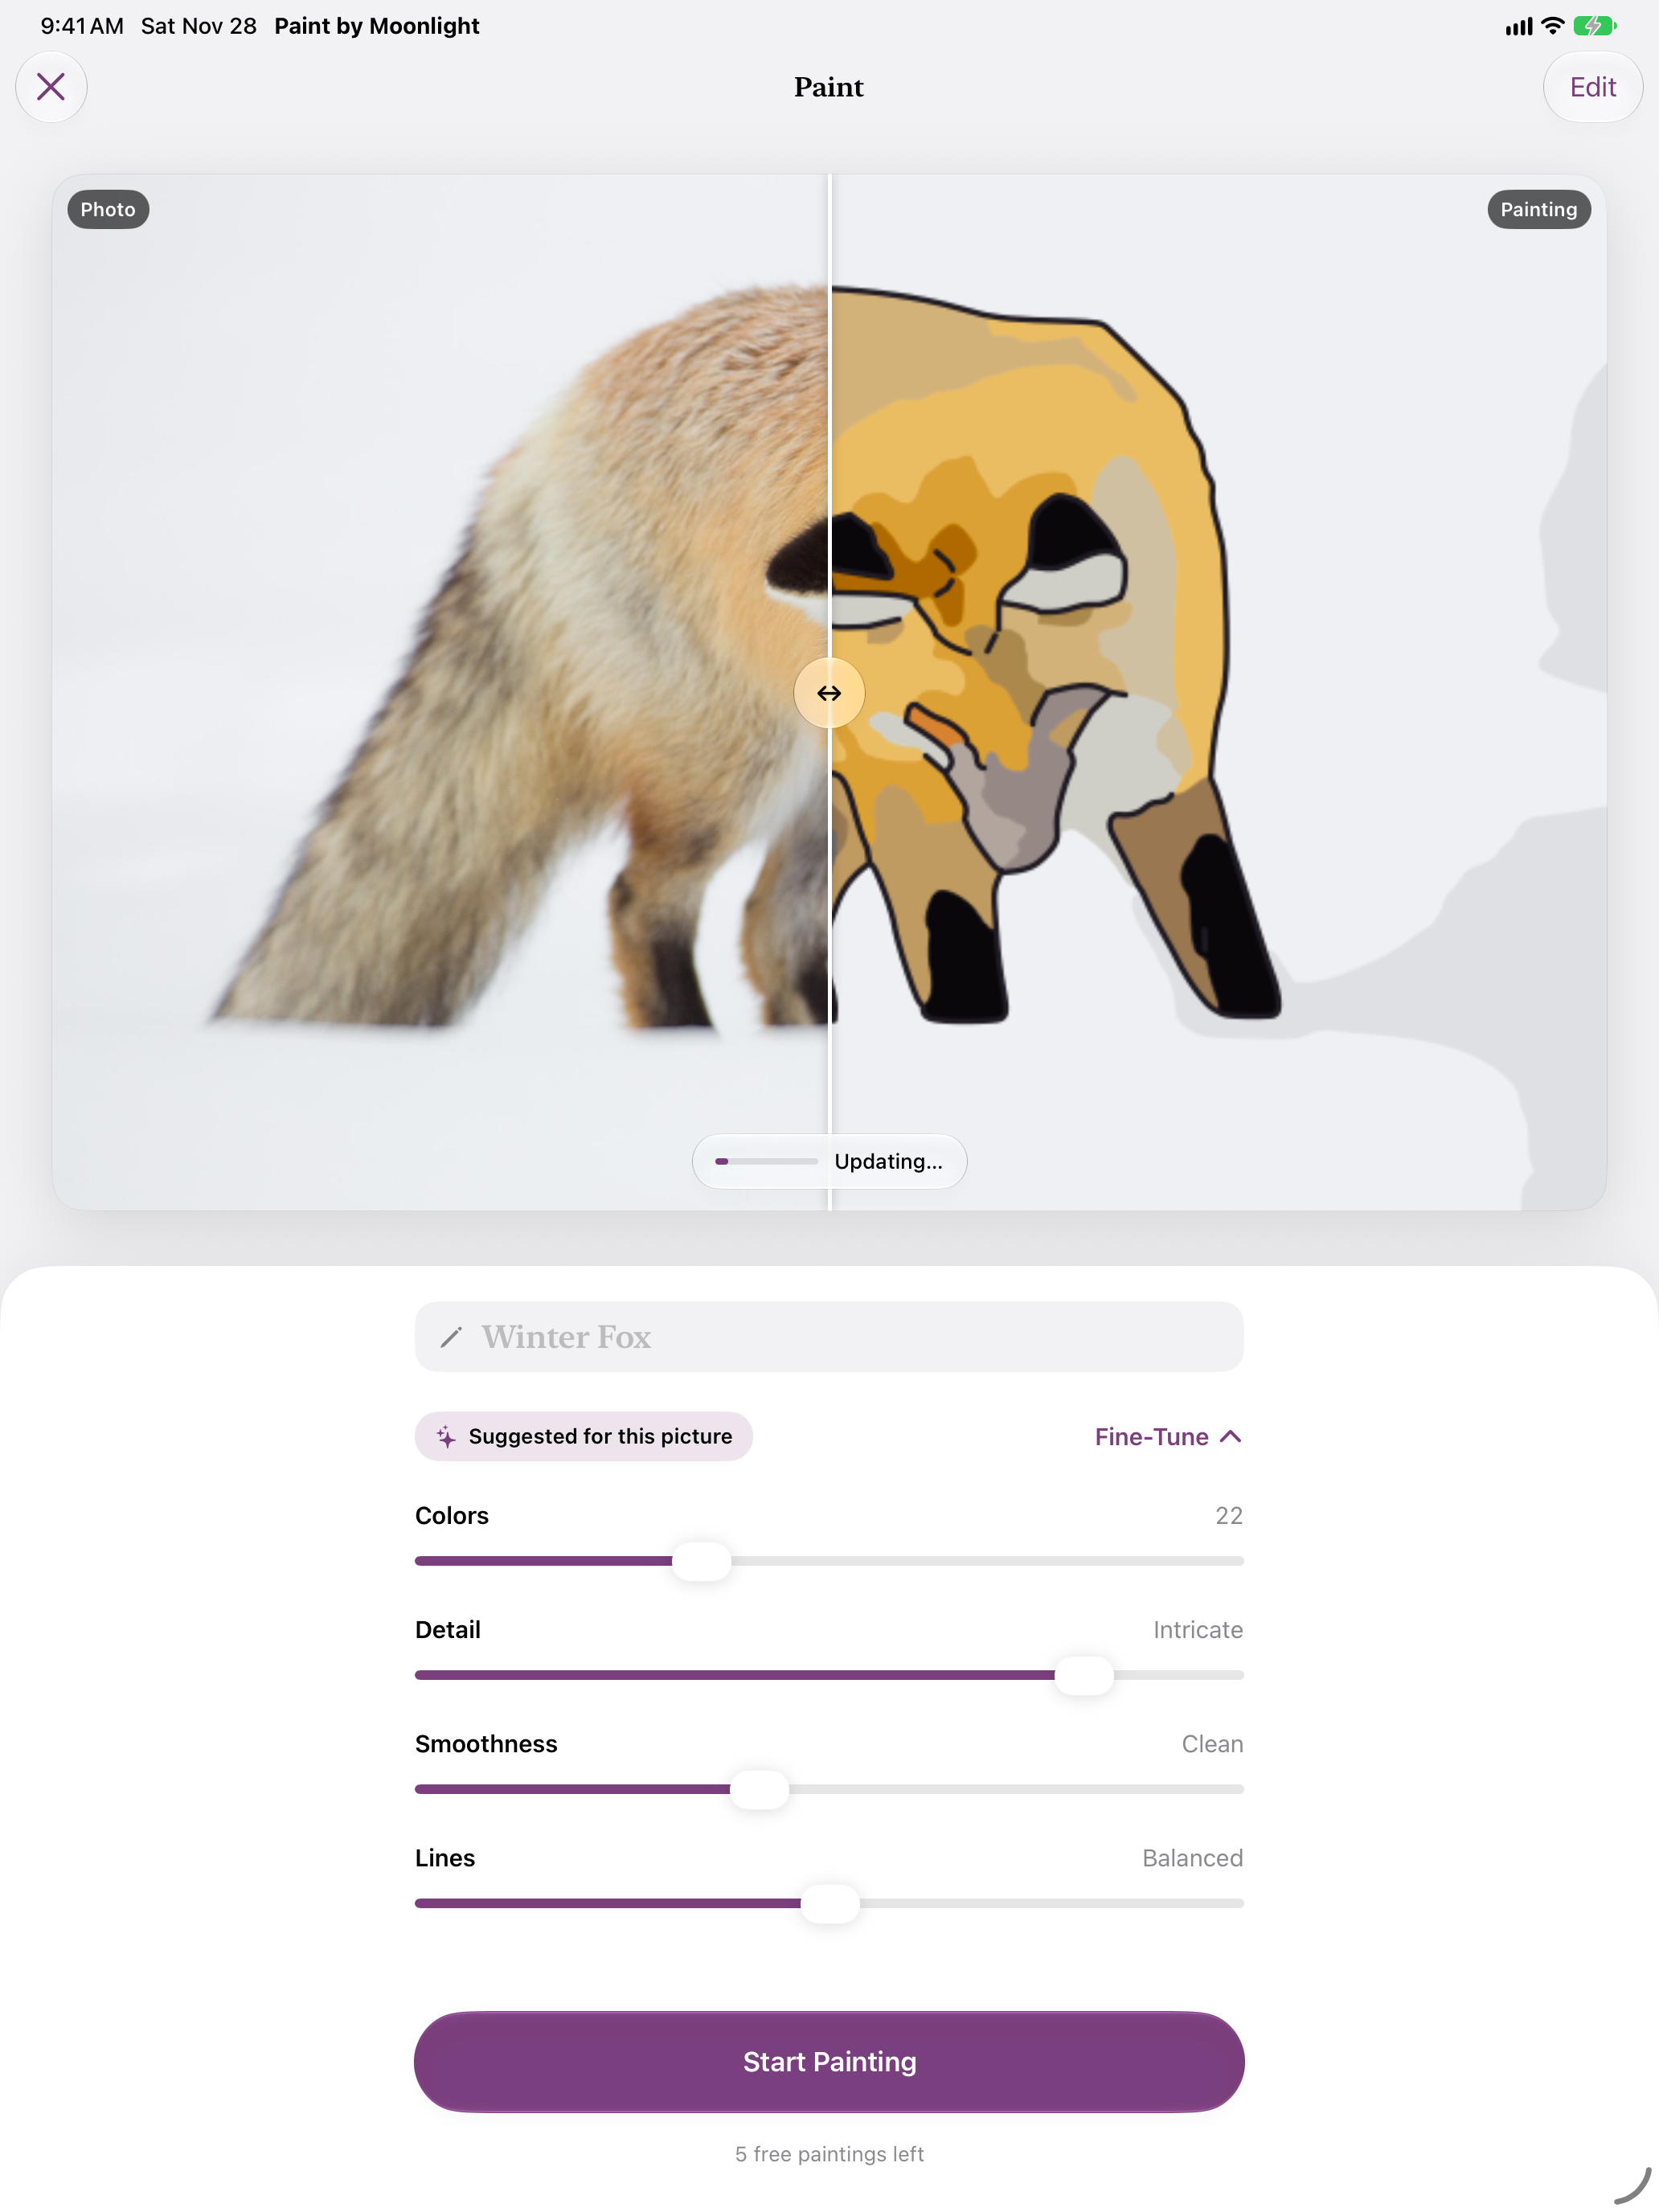 9:41 AM Sat Nov 28 Paint by Moonlight
Paint
Edit
Photo
Painting
Updating...
Winter Fox
Suggested for this picture
Fine-Tune
Colors
22
Detail
Intricate
Smoothness
Clean
Lines
Balanced
Start Painting
5 free paintings left